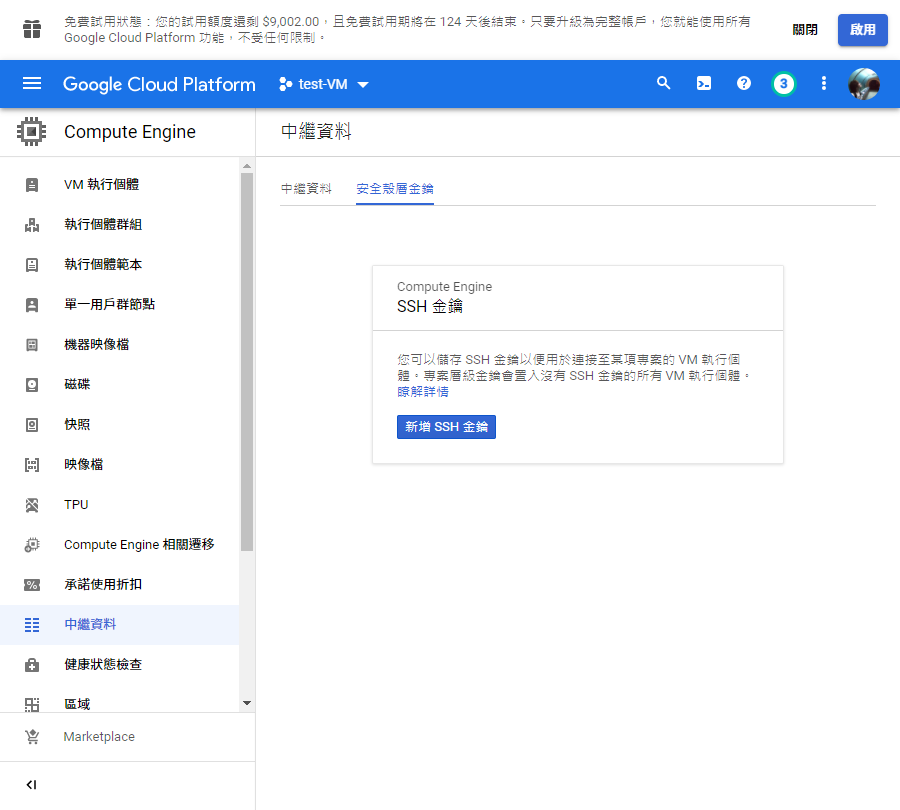 免費試用狀態：您的試用額度還剩 $9,002.00，且免費試用期將在 124 天後結束。只要升級為完整帳戶，您就能使用所有
Google Cloud Platform 功能，不受任何限制。
關閉
啟用
Google Cloud Platform
test-VM
3
Compute Engine
中繼資料
VM 執行個體
執行個體群組
執行個體範本
單一用戶群節點
機器映像檔
磁碟
快照
映像檔
TPU
Compute Engine 相關遷移
承諾使用折扣
中繼資料
健康狀態檢查
區域
Marketplace
中繼資料
安全殼層金鑰
Compute Engine
SSH 金鑰
您可以儲存 SSH 金鑰以便用於連接至某項專案的 VM 執行個
體。專案層級金鑰會置入沒有 SSH 金鑰的所有 VM 執行個體。
瞭解詳情
新增 SSH 金鑰